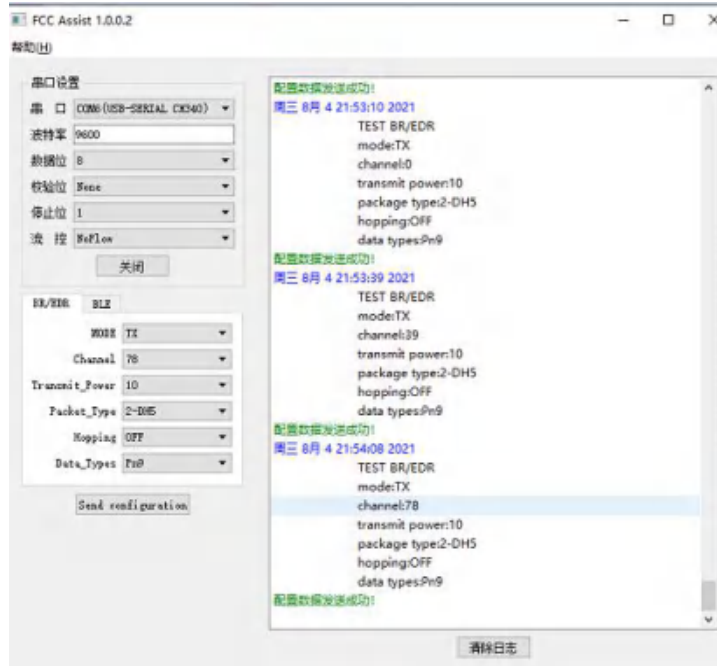 FCC Assist 1.0.0.2
帮助(H)
串口设置
串 口 COM6(USB-SERIAL CH340)
波特率 9600
数据位 8
校验位 None
停止位 1
流 控 NoFlow
关闭
BR/EDR BLE
MODE TX
Channel 78
Transmit_Power 10
Packet_Type 2-DH5
Hopping OFF
Data_Types Pn9
Send configuration
配置数据发送成功!
周三 8月 4 21:53:10 2021
TEST BR/EDR
mode:TX
channel:0
transmit power:10
package type:2-DH5
hopping:OFF
data types:Pn9
配置数据发送成功!
周三 8月 4 21:53:39 2021
TEST BR/EDR
mode:TX
channel:39
transmit power:10
package type:2-DH5
hopping:OFF
data types:Pn9
配置数据发送成功!
周三 8月 4 21:54:08 2021
TEST BR/EDR
mode:TX
channel:78
transmit power:10
package type:2-DH5
hopping:OFF
data types:Pn9
配置数据发送成功!
清除日志